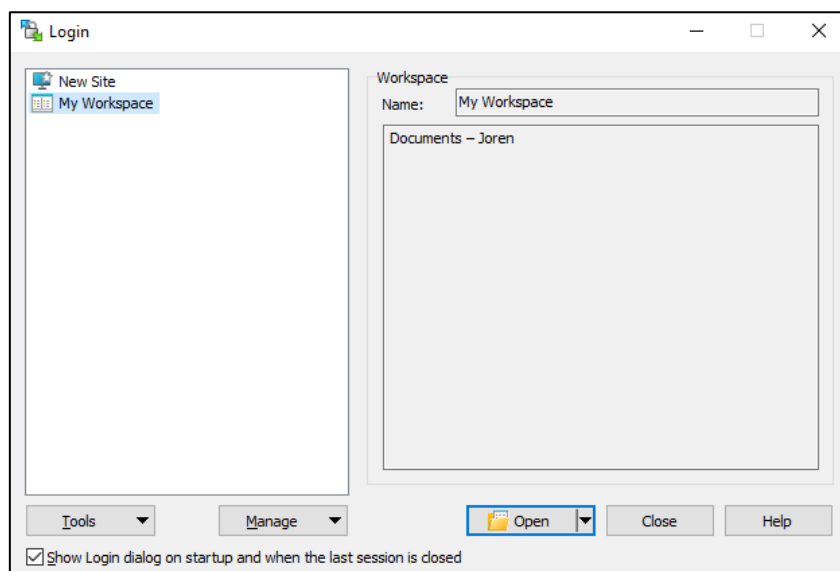 Login
New Site
My Workspace
Workspace
Name: My Workspace
Documents – Joren
Tools
Manage
Open
Close
Help
Show Login dialog on startup and when the last session is closed